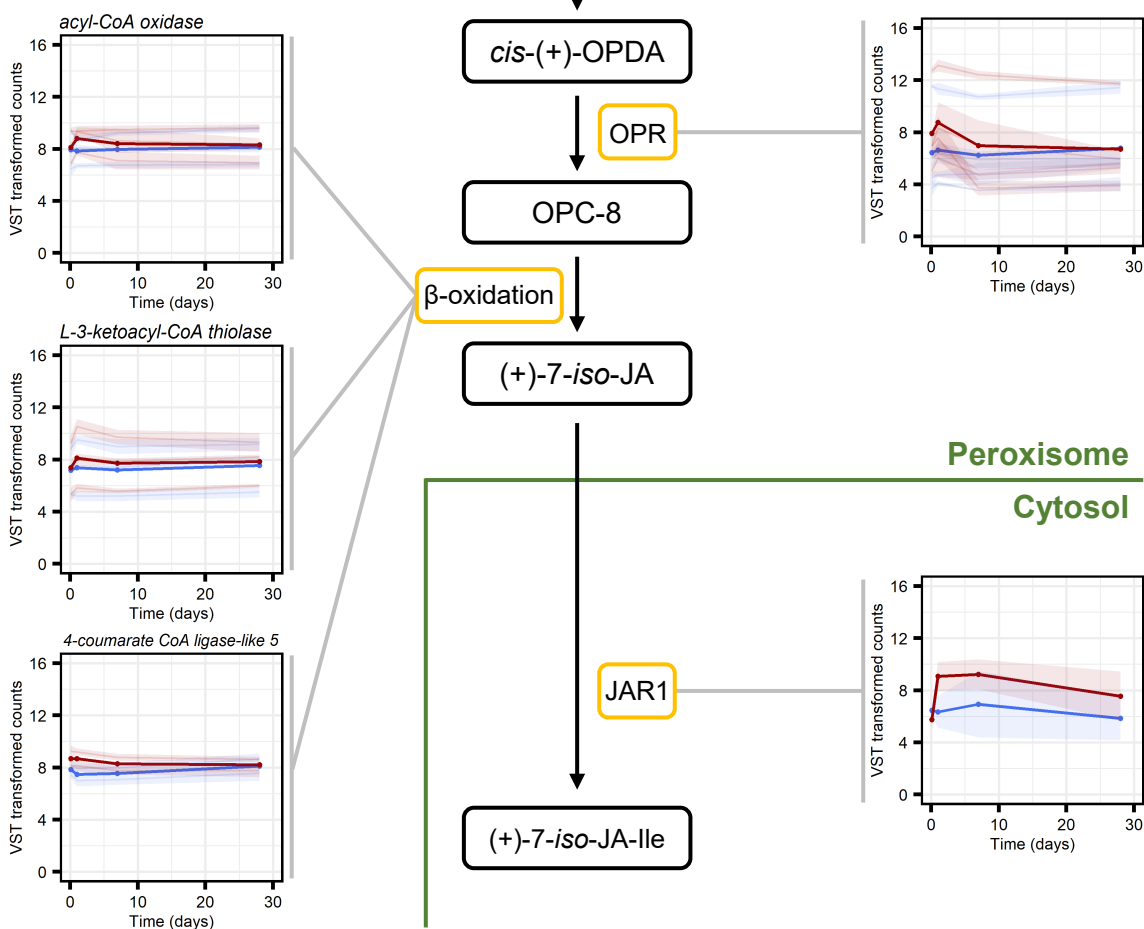 acyl-CoA oxidase
16
12
8
4
0
VST transformed counts
0 10 20 30
Time (days)
L-3-ketoacyl-CoA thiolase
16
12
8
4
0
VST transformed counts
0 10 20 30
Time (days)
4-coumarate CoA ligase-like 5
16
12
8
4
0
VST transformed counts
0 10 20 30
Time (days)
cis-(+)-OPDA
OPR
OPC-8
β-oxidation
(+)-7-iso-JA
Peroxisome
Cytosol
JAR1
(+)-7-iso-JA-Ile
16
12
8
4
0
VST transformed counts
0 10 20 30
Time (days)
16
12
8
4
0
VST transformed counts
0 10 20 30
Time (days)